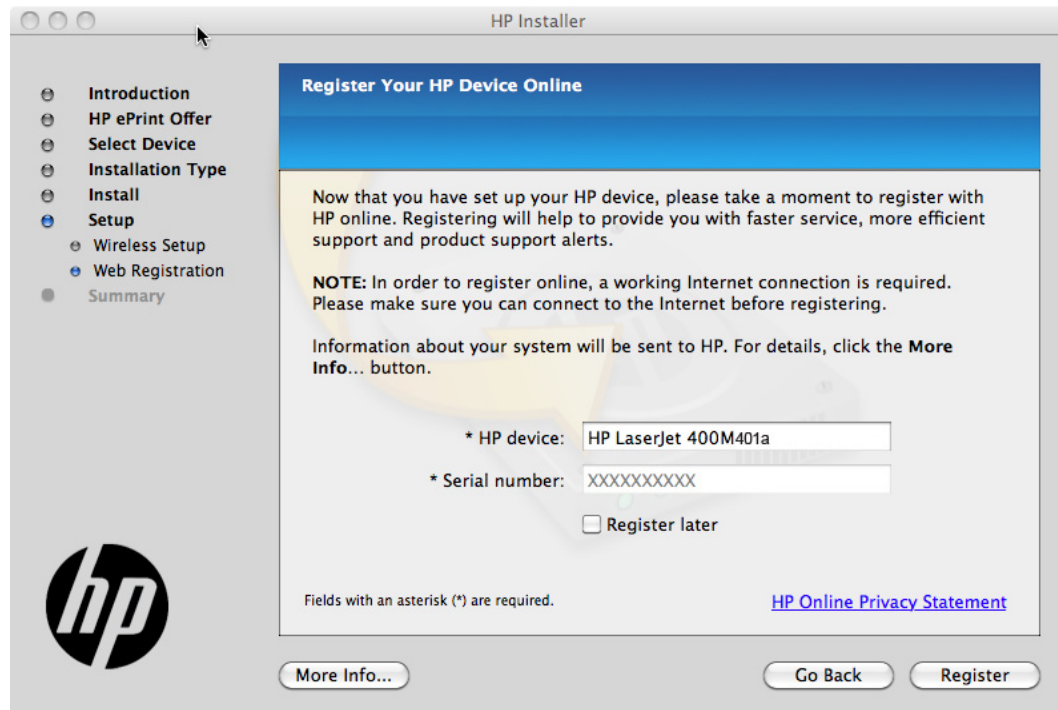 HP Installer
Introduction
HP ePrint Offer
Select Device
Installation Type
Install
Setup
Wireless Setup
Web Registration
Summary
Register Your HP Device Online
Now that you have set up your HP device, please take a moment to register with
HP online. Registering will help to provide you with faster service, more efficient
support and product support alerts.
NOTE: In order to register online, a working Internet connection is required.
Please make sure you can connect to the Internet before registering.
Information about your system will be sent to HP. For details, click the More
Info... button.
* HP device: HP LaserJet 400M401a
* Serial number: XXXXXXXXXX
Register later
Fields with an asterisk (*) are required.
HP Online Privacy Statement
hp
More Info...
Go Back
Register